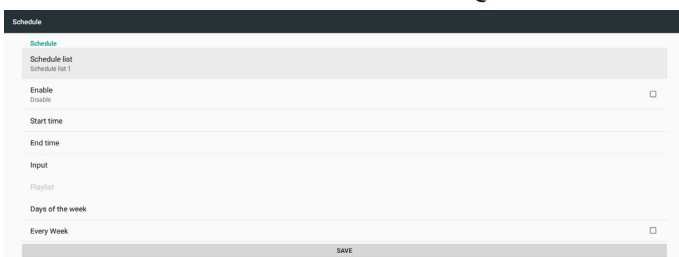 Schedule
Schedule
Schedule list
Schedule list 1
Enable
Disable
Start time
End time
Input
Playlist
Days of the week
Every Week
SAVE